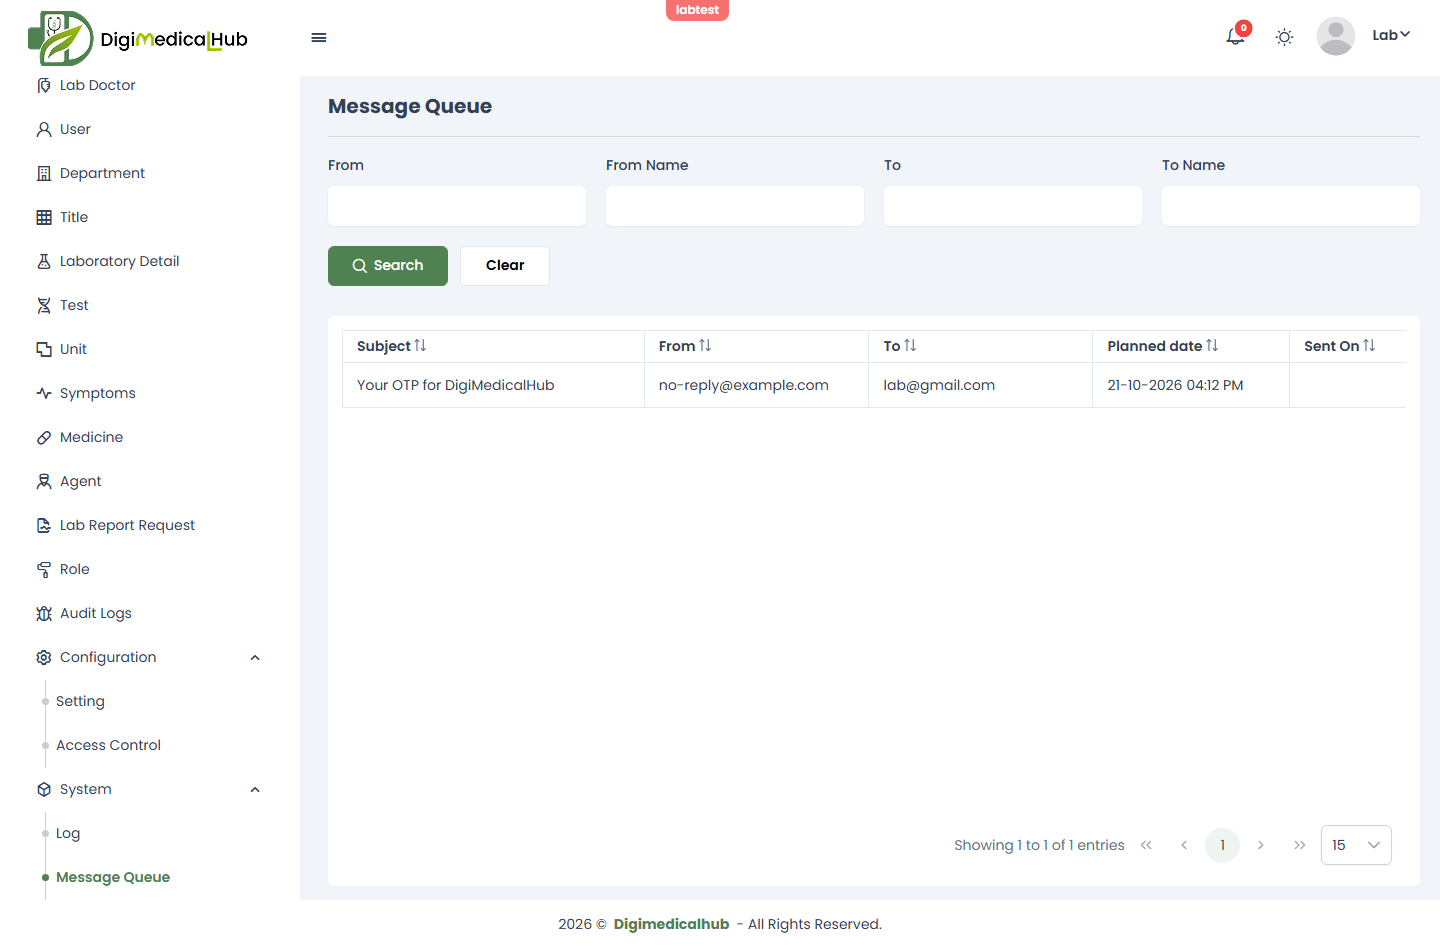 labtest
DigiMedicalHub
0
Lab
Lab Doctor
User
Department
Title
Laboratory Detail
Test
Unit
Symptoms
Medicine
Agent
Lab Report Request
Role
Audit Logs
Configuration
Setting
Access Control
System
Log
Message Queue
Message Queue
From From Name To To Name
Search Clear
Subject From To Planned date Sent On
Your OTP for DigiMedicalHub no-reply@example.com lab@gmail.com 21-10-2026 04:12 PM
Showing 1 to 1 of 1 entries « ‹ 1 › » 15
2026 © Digimedicalhub - All Rights Reserved.